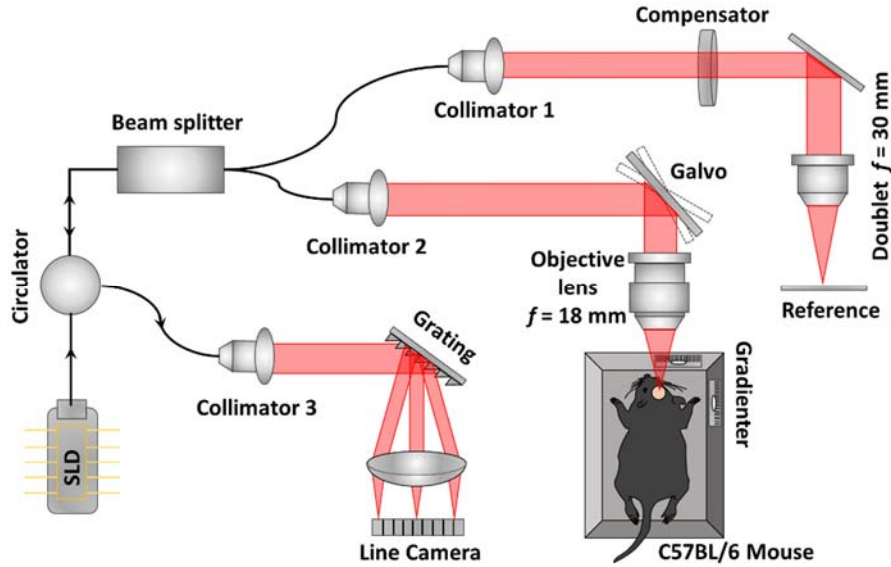 Compensator
Collimator 1
Doublet f = 30 mm
Beam splitter
Galvo
Collimator 2
Reference
Circulator
Objective
lens
f = 18 mm
Grating
Gradienter
Collimator 3
SLD
Line Camera
C57BL/6 Mouse